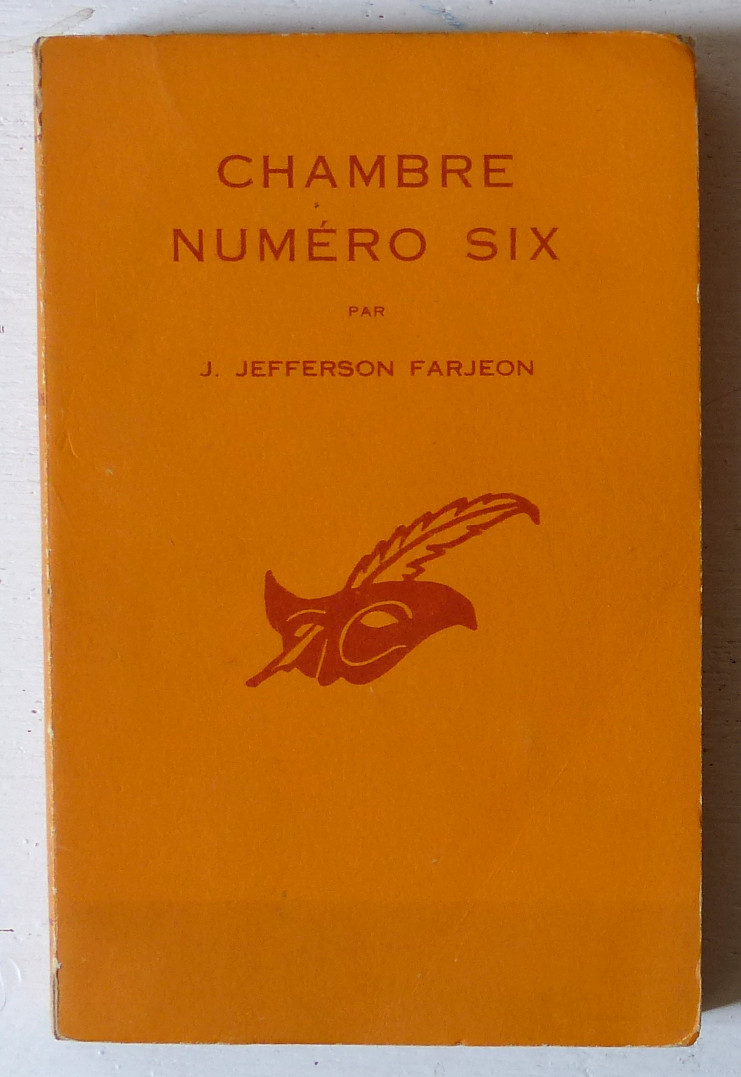 CHAMBRE
NUMÉRO SIX
PAR
J. JEFFERSON FARJEON